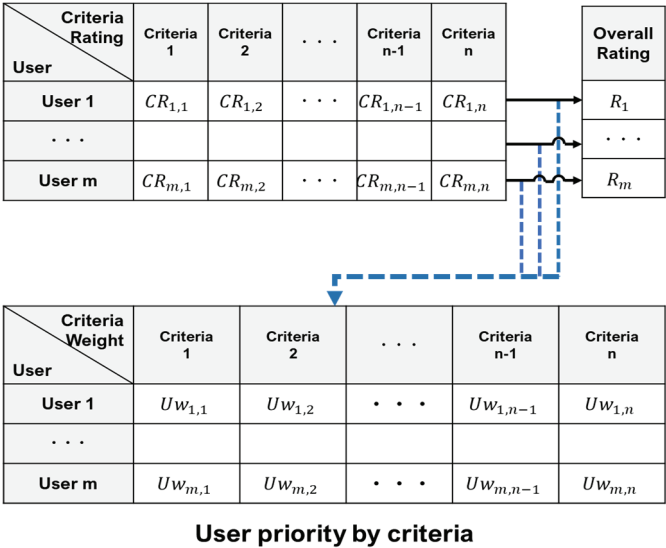 Criteria Rating
User
Criteria 1
Criteria 2
· · ·
Criteria n-1
Criteria n
Overall Rating
User 1
CR1,1
CR1,2
· · ·
CR1,n−1
CR1,n
R1
· · ·
· · ·
User m
CRm,1
CRm,2
· · ·
CRm,n−1
CRm,n
Rm
Criteria Weight
User
Criteria 1
Criteria 2
· · ·
Criteria n-1
Criteria n
User 1
Uw1,1
Uw1,2
• • •
Uw1,n−1
Uw1,n
· · ·
User m
Uwm,1
Uwm,2
• • •
Uwm,n−1
Uwm,n
User priority by criteria